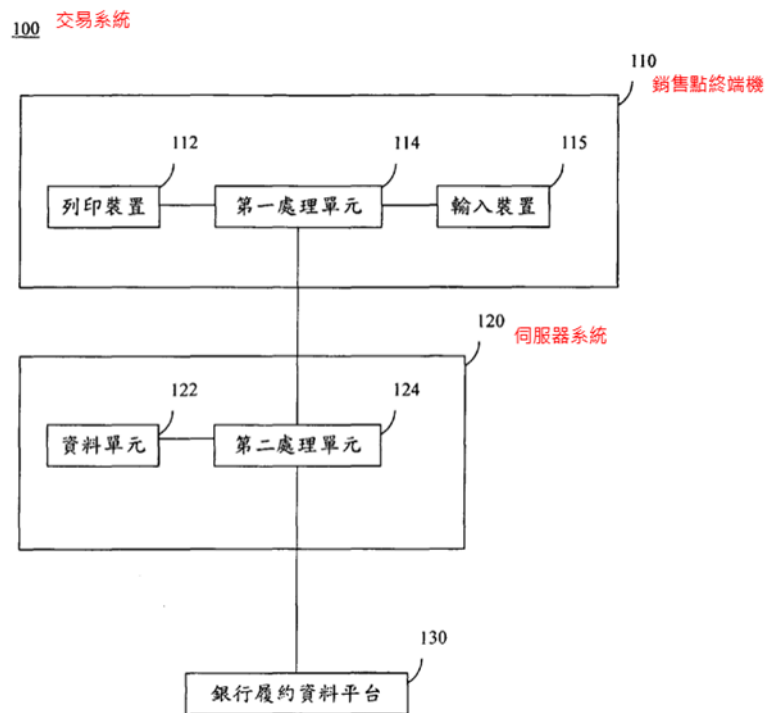 100 交易系統
110
銷售點終端機
112 114 115
列印裝置 第一處理單元 輸入裝置
120 伺服器系統
122 124
資料單元 第二處理單元
130
銀行履約資料平台